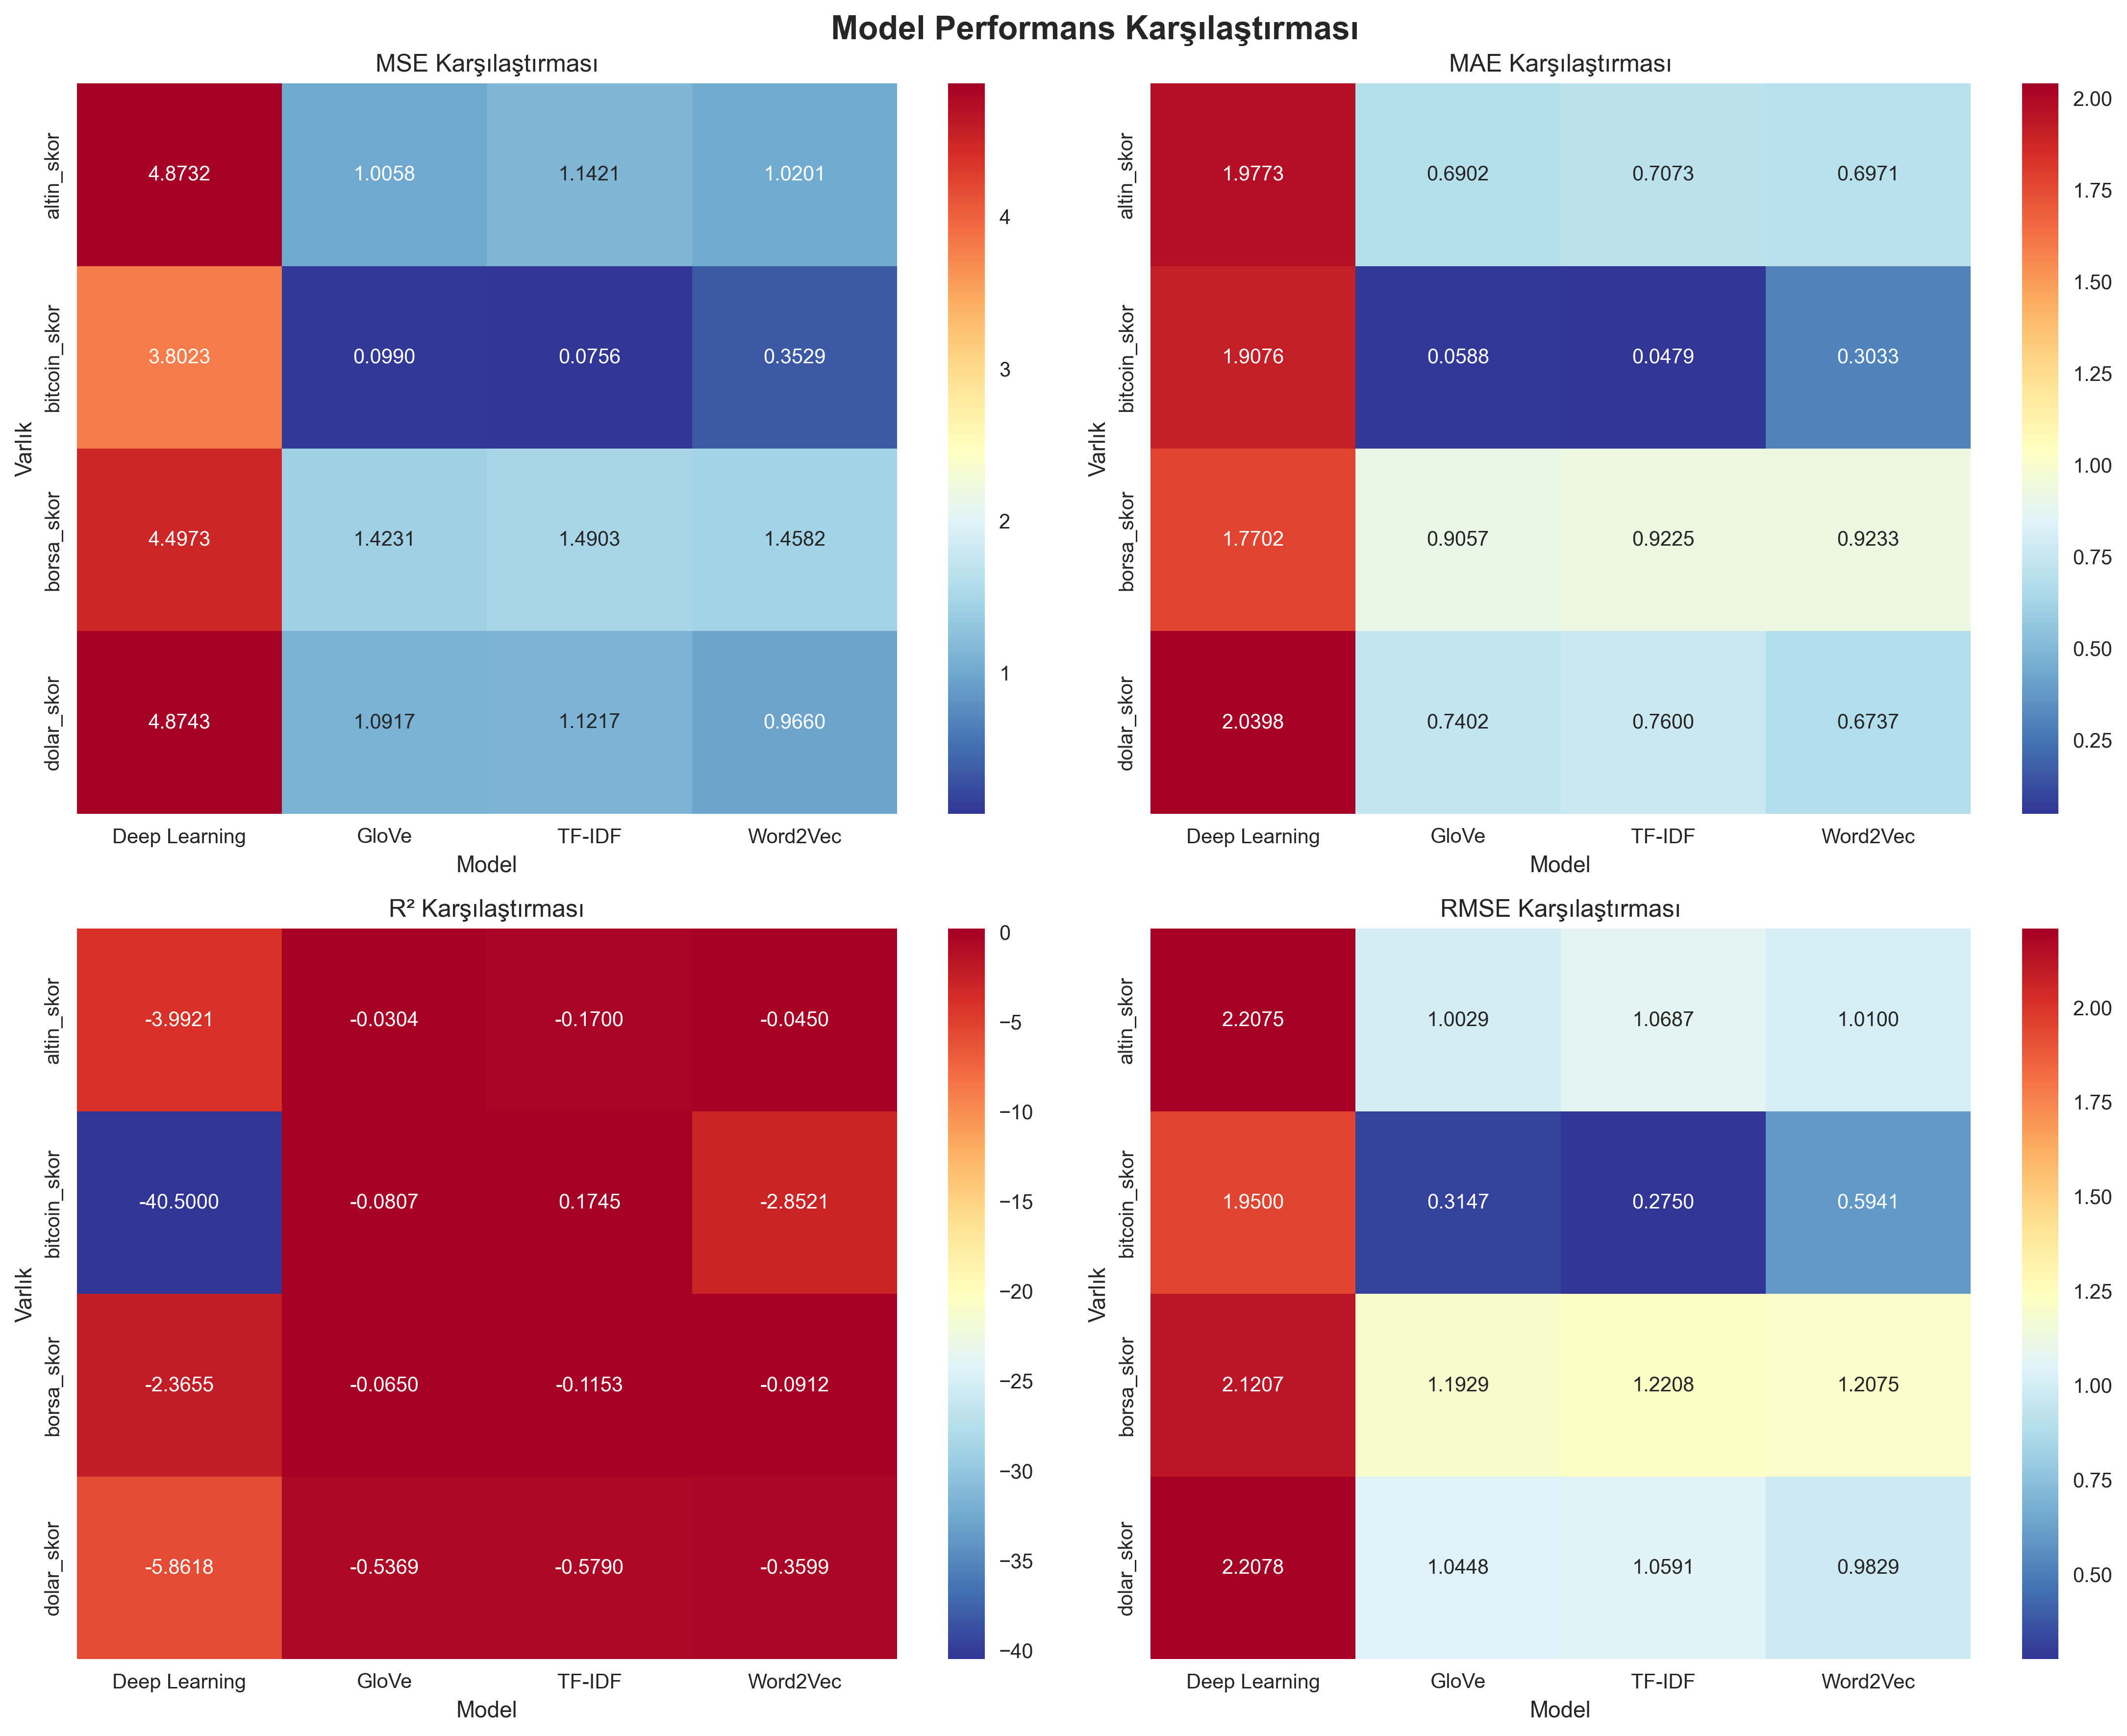 Model Performans Karşılaştırması
MSE Karşılaştırması
Varlık
altin_skor
bitcoin_skor
borsa_skor
dolar_skor
4.8732 1.0058 1.1421 1.0201
3.8023 0.0990 0.0756 0.3529
4.4973 1.4231 1.4903 1.4582
4.8743 1.0917 1.1217 0.9660
Deep Learning GloVe TF-IDF Word2Vec
Model
4
3
2
1
MAE Karşılaştırması
Varlık
altin_skor
bitcoin_skor
borsa_skor
dolar_skor
1.9773 0.6902 0.7073 0.6971
1.9076 0.0588 0.0479 0.3033
1.7702 0.9057 0.9225 0.9233
2.0398 0.7402 0.7600 0.6737
Deep Learning GloVe TF-IDF Word2Vec
Model
2.00
1.75
1.50
1.25
1.00
0.75
0.50
0.25
R² Karşılaştırması
Varlık
altin_skor
bitcoin_skor
borsa_skor
dolar_skor
-3.9921 -0.0304 -0.1700 -0.0450
-40.5000 -0.0807 0.1745 -2.8521
-2.3655 -0.0650 -0.1153 -0.0912
-5.8618 -0.5369 -0.5790 -0.3599
Deep Learning GloVe TF-IDF Word2Vec
Model
0
−5
−10
−15
−20
−25
−30
−35
−40
RMSE Karşılaştırması
Varlık
altin_skor
bitcoin_skor
borsa_skor
dolar_skor
2.2075 1.0029 1.0687 1.0100
1.9500 0.3147 0.2750 0.5941
2.1207 1.1929 1.2208 1.2075
2.2078 1.0448 1.0591 0.9829
Deep Learning GloVe TF-IDF Word2Vec
Model
2.00
1.75
1.50
1.25
1.00
0.75
0.50